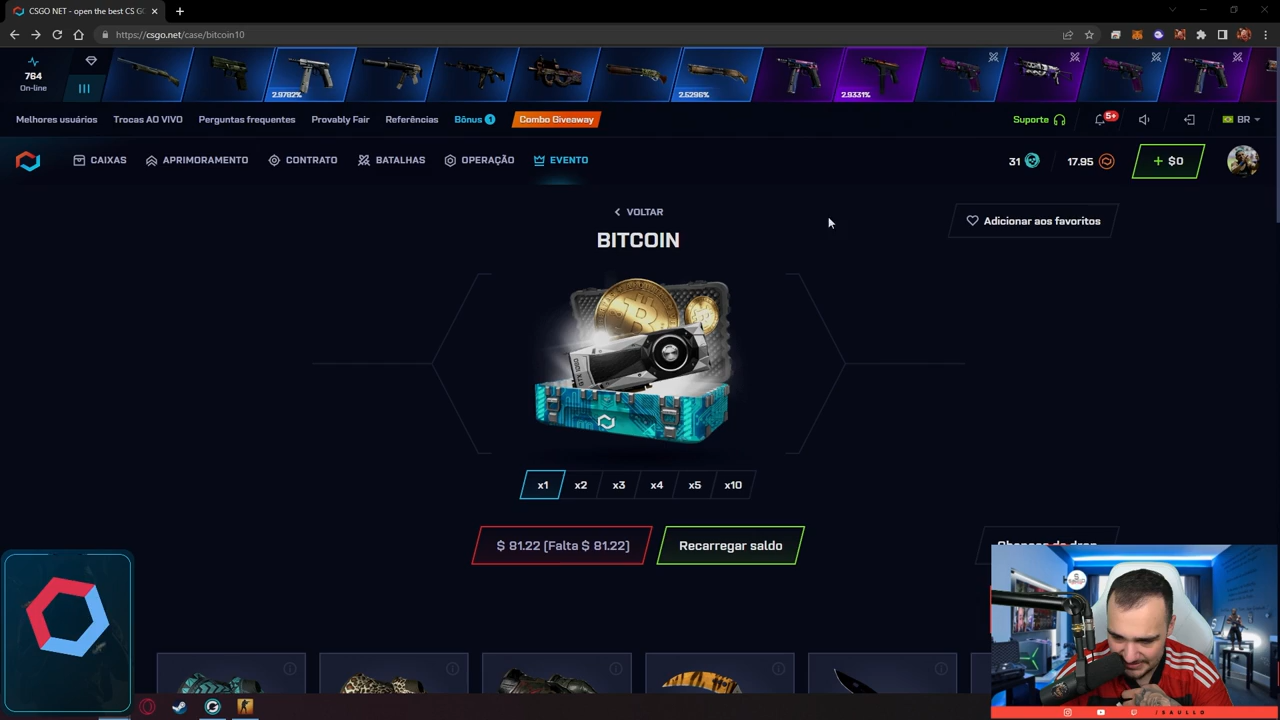 CSGO NET - open the best CS GO
https://csgo.net/case/bitcoin10
764
On-line
2.9782%
2.5296%
2.9331%
Melhores usuários
Trocas AO VIVO
Perguntas frequentes
Provably Fair
Referências
Bônus 1
Combo Giveaway
Suporte
5+
BR
CAIXAS
APRIMORAMENTO
CONTRATO
BATALHAS
OPERAÇÃO
EVENTO
31
17.95
+ $0
VOLTAR
Adicionar aos favoritos
BITCOIN
x1
x2
x3
x4
x5
x10
$ 81.22 (Falta $ 81.22)
Recarregar saldo
/SAULLO